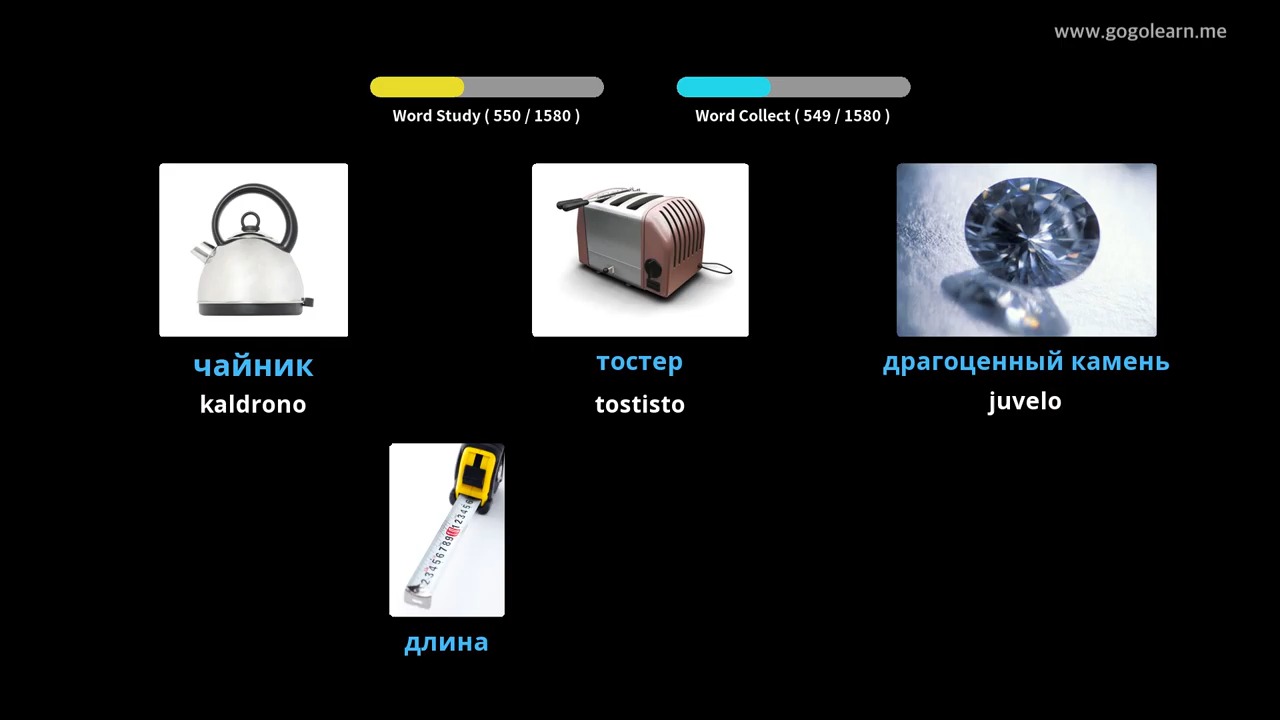 www.gogolearn.me
Word Study ( 550 / 1580 )
Word Collect ( 549 / 1580 )
чайник
тостер
драгоценный камень
kaldrono
tostisto
juvelo
длина